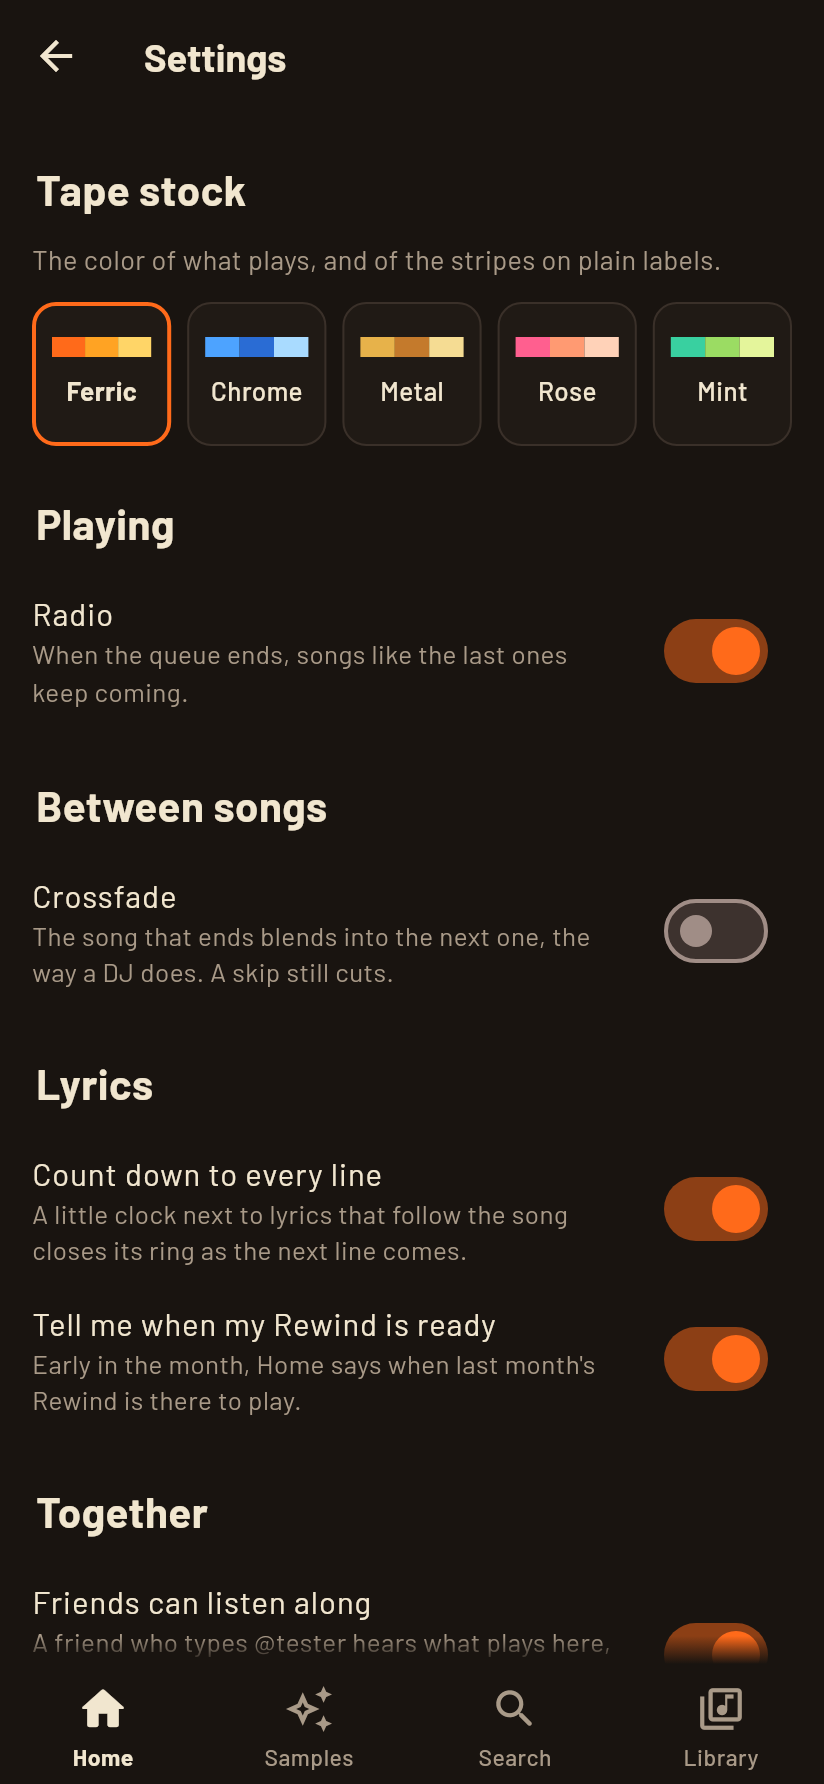 Settings
Tape stock
The color of what plays, and of the stripes on plain labels.
Ferric
Chrome
Metal
Rose
Mint
Playing
Radio
When the queue ends, songs like the last ones
keep coming.
Between songs
Crossfade
The song that ends blends into the next one, the
way a DJ does. A skip still cuts.
Lyrics
Count down to every line
A little clock next to lyrics that follow the song
closes its ring as the next line comes.
Tell me when my Rewind is ready
Early in the month, Home says when last month's
Rewind is there to play.
Together
Friends can listen along
A friend who types @tester hears what plays here,
Home
Samples
Search
Library